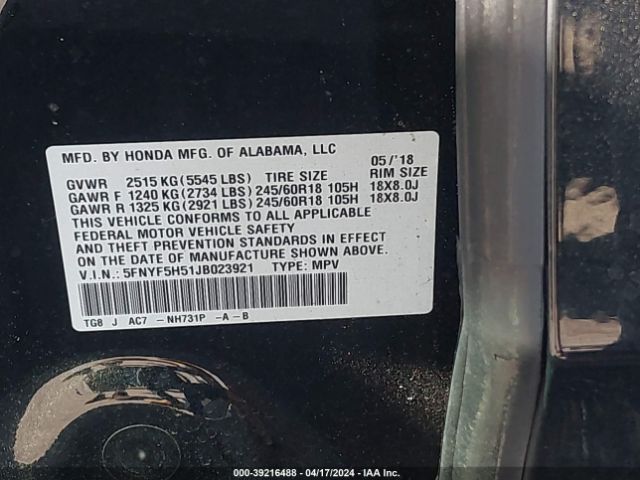 MFD. BY HONDA MFG. OF ALABAMA, LLC 05/'18
GVWR 2515 KG (5545 LBS) TIRE SIZE RIM SIZE
GAWR F 1240 KG (2734 LBS) 245/60R18 105H 18X8.0J
GAWR R 1325 KG (2921 LBS) 245/60R18 105H 18X8.0J
THIS VEHICLE CONFORMS TO ALL APPLICABLE
FEDERAL MOTOR VEHICLE SAFETY
AND THEFT PREVENTION STANDARDS IN EFFECT
ON THE DATE OF MANUFACTURE SHOWN ABOVE.
V.I.N.: 5FNYF5H51JB023921 TYPE: MPV
TG8 J AC7 -NH731P -A-B
000-39216488 - 04/17/2024 - IAA Inc.